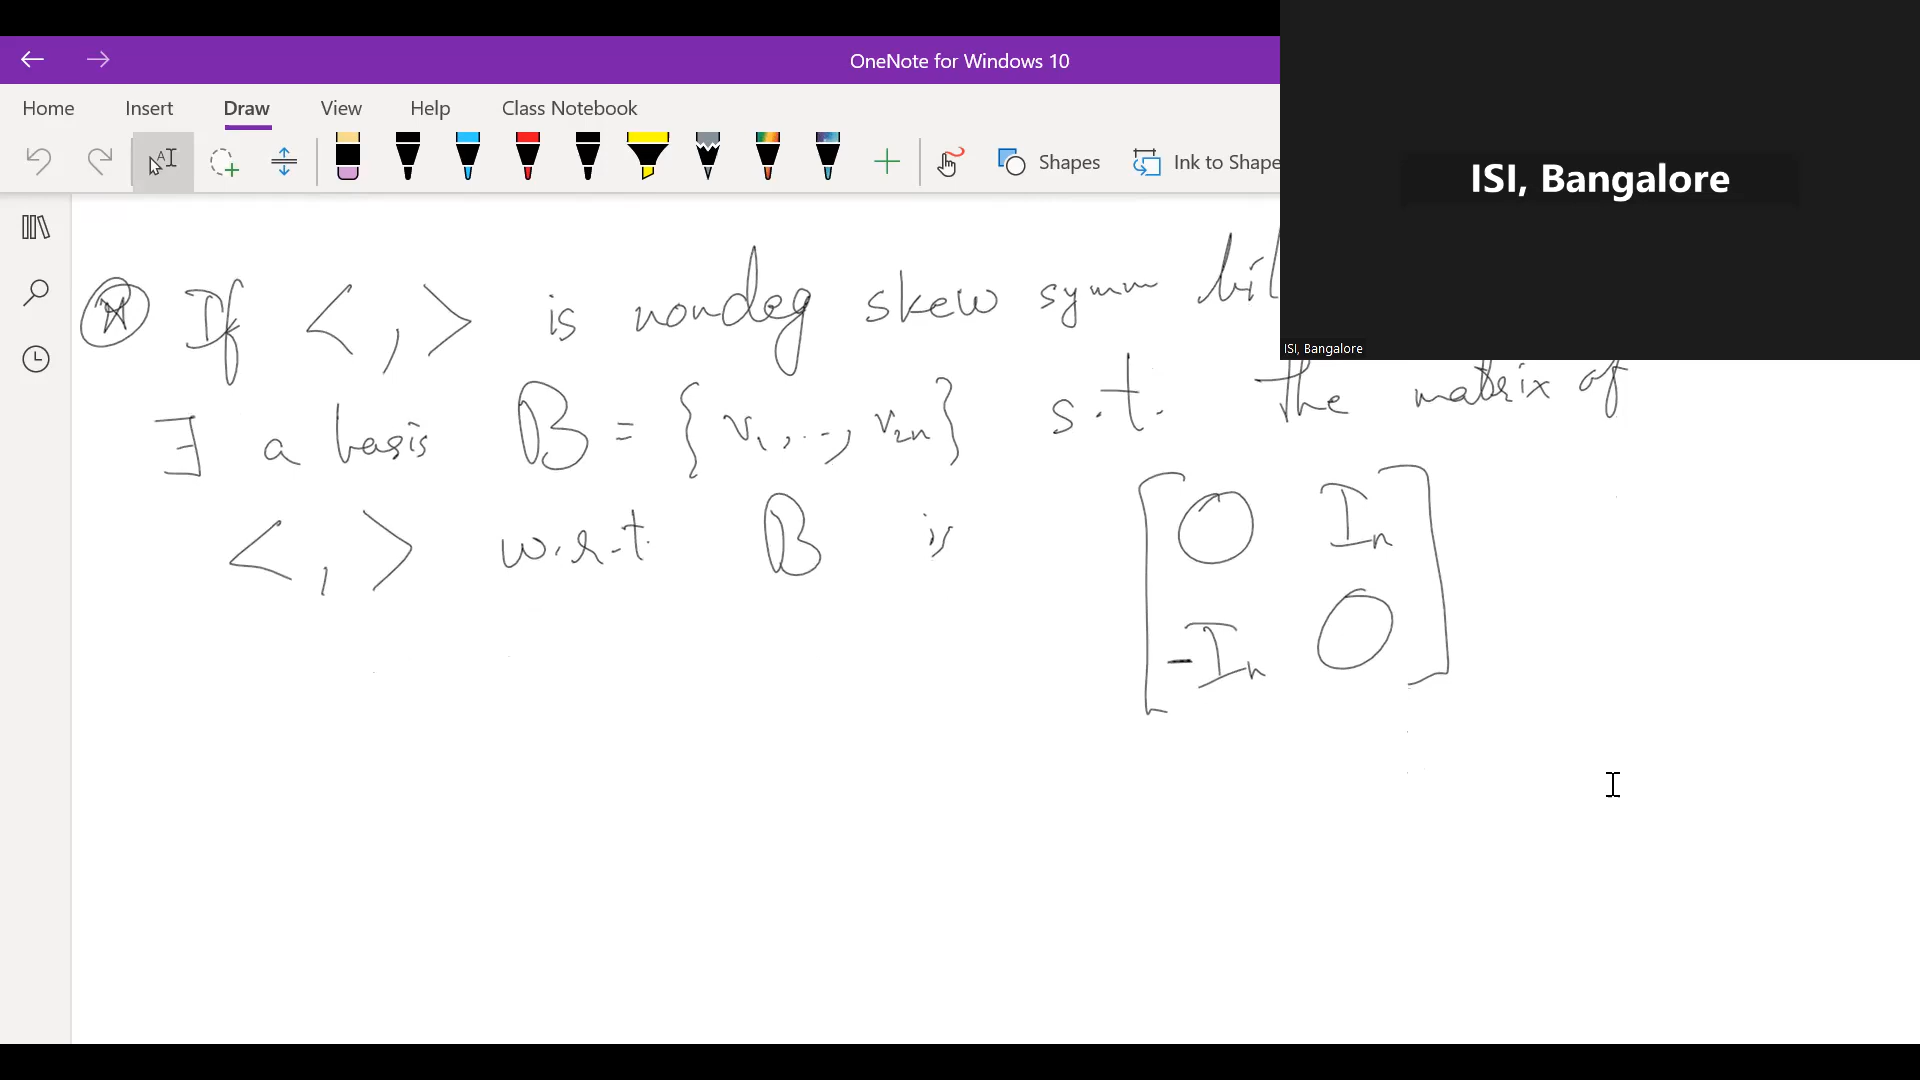 OneNote for Windows 10
Home Insert Draw View Help Class Notebook
Shapes Ink to Shape
ISI, Bangalore
ISI, Bangalore
If < , > is nondeg skew symm bil
∃ a basis B = { v₁, .., v₂ₙ } s.t. the matrix of
< , > w.r.t B is [ O Iₙ
-Iₙ O ]